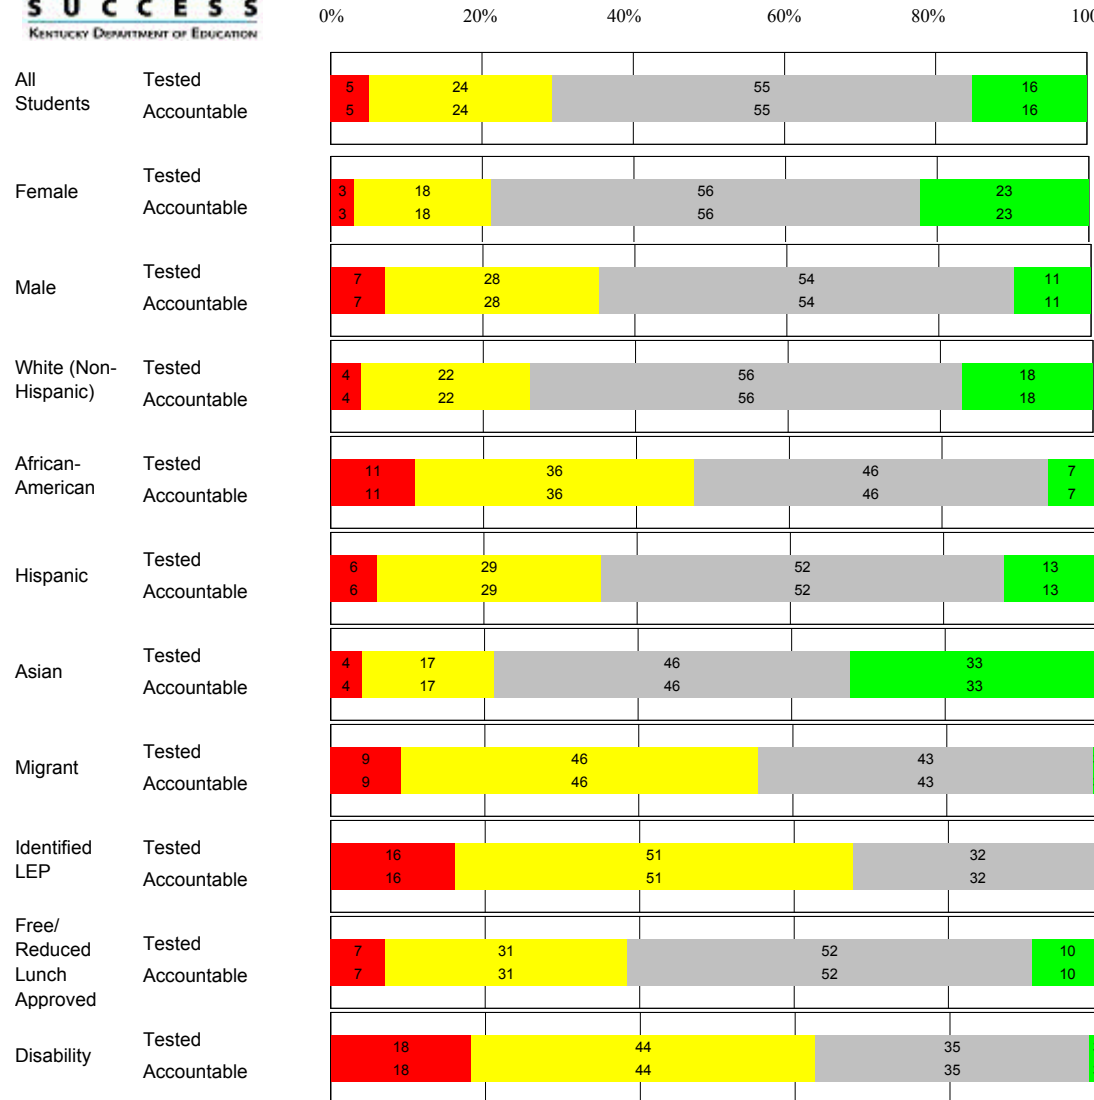 SUCCESS
KENTUCKY DEPARTMENT OF EDUCATION
0% 20% 40% 60% 80% 100
All Students
Tested 5 24 55 16
Accountable 5 24 55 16
Female
Tested 3 18 56 23
Accountable 3 18 56 23
Male
Tested 7 28 54 11
Accountable 7 28 54 11
White (Non-
Hispanic)
Tested 4 22 56 18
Accountable 4 22 56 18
African-
American
Tested 11 36 46 7
Accountable 11 36 46 7
Hispanic
Tested 6 29 52 13
Accountable 6 29 52 13
Asian
Tested 4 17 46 33
Accountable 4 17 46 33
Migrant
Tested 9 46 43
Accountable 9 46 43
Identified
LEP
Tested 16 51 32
Accountable 16 51 32
Free/
Reduced
Lunch
Approved
Tested 7 31 52 10
Accountable 7 31 52 10
Disability
Tested 18 44 35
Accountable 18 44 35